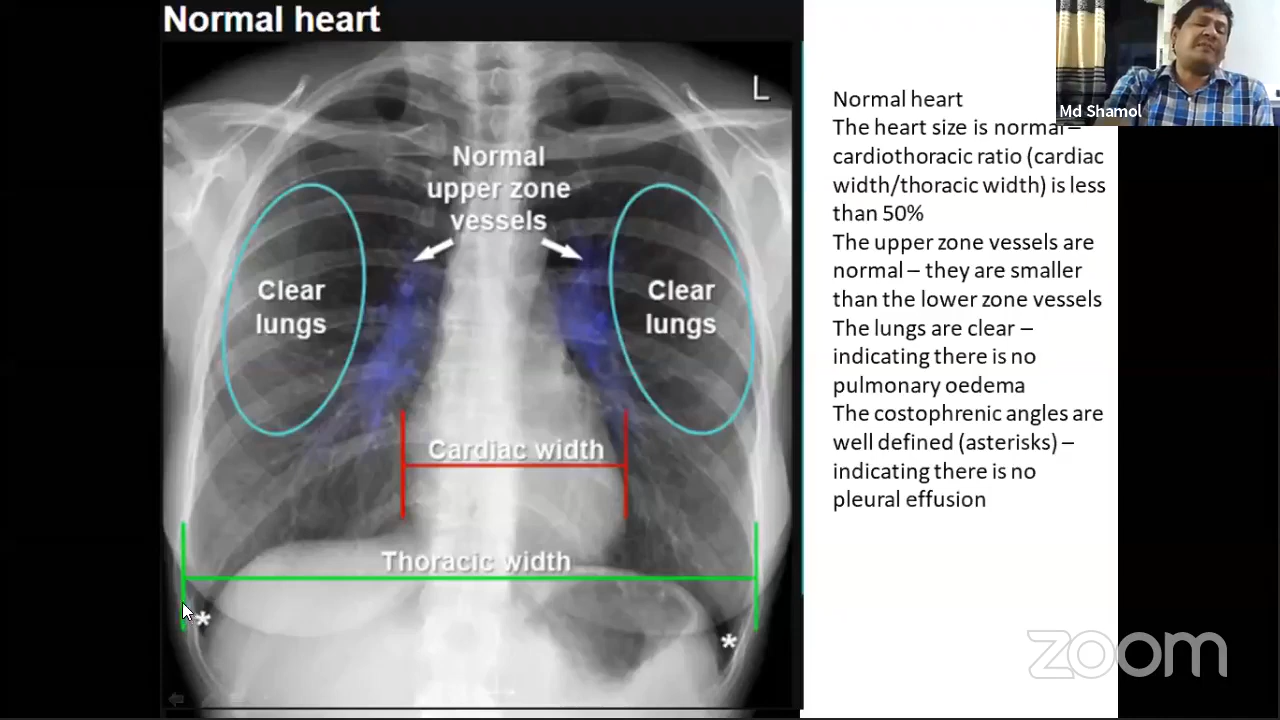 Normal heart
L
Normal
upper zone
vessels
Clear
lungs
Clear
lungs
Cardiac width
Thoracic width
*
*
Normal heart
The heart size is normal –
cardiothoracic ratio (cardiac
width/thoracic width) is less
than 50%
The upper zone vessels are
normal – they are smaller
than the lower zone vessels
The lungs are clear –
indicating there is no
pulmonary oedema
The costophrenic angles are
well defined (asterisks) –
indicating there is no
pleural effusion
Md Shamol
zoom